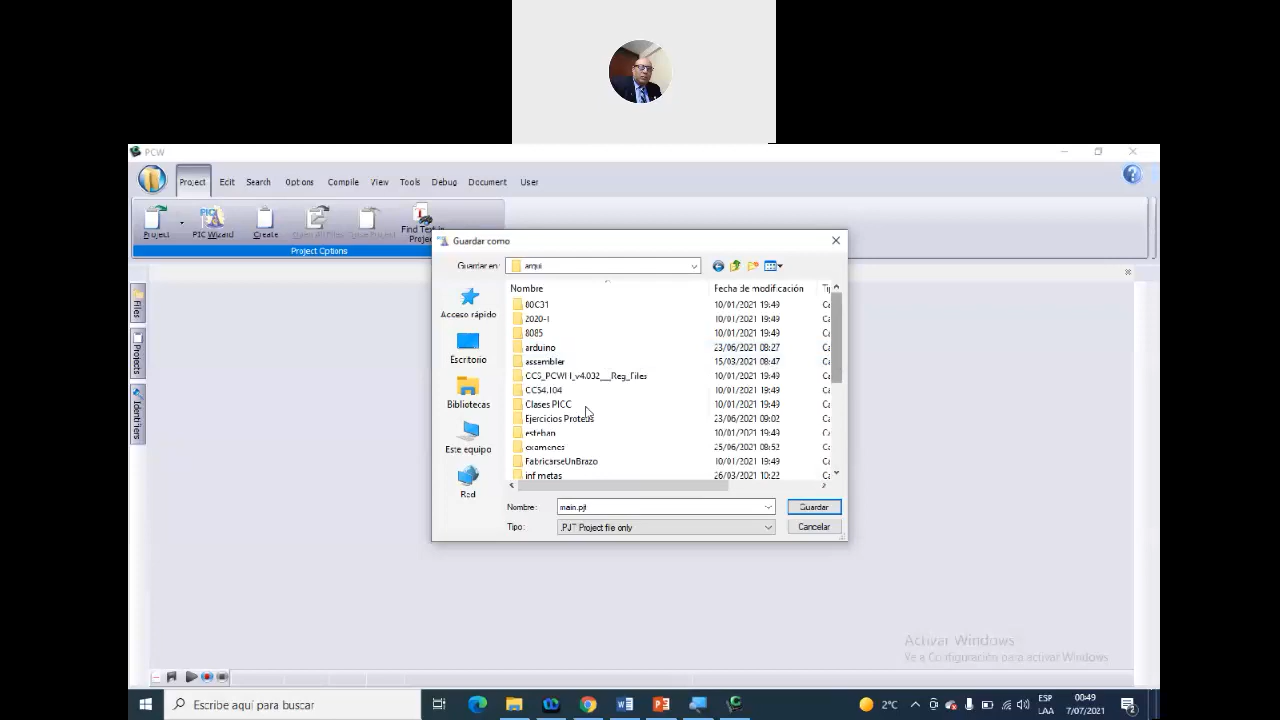 PCW
Project Edit Search Options Compile View Tools Debug Document User
Project PIC Wizard Create Find Text in Project
Project Options
Files
Projects
Identifiers
Guardar como
Guardar en: arqui
Nombre Fecha de modificación
80C31 10/01/2021 19:49
2020-1 10/01/2021 19:49
8085 10/01/2021 19:49
arduino 23/06/2021 08:27
assembler 15/03/2021 08:47
10/01/2021 19:49
10/01/2021 19:49
Clases PICC 10/01/2021 19:49
Ejercicios Proteus 23/06/2021 09:02
esteban 10/01/2021 19:49
examenes 25/06/2021 08:52
FabricarseUnBrazo 10/01/2021 19:49
inf metas 26/03/2021 10:22
Acceso rápido
Escritorio
Bibliotecas
Este equipo
Red
Nombre: main.pjt Guardar
Tipo: .PJT Project file only Cancelar
Activar Windows
Ve a Configuración para activar Windows
Escribe aquí para buscar
2°C
ESP
LAA
00:49
7/07/2021
2